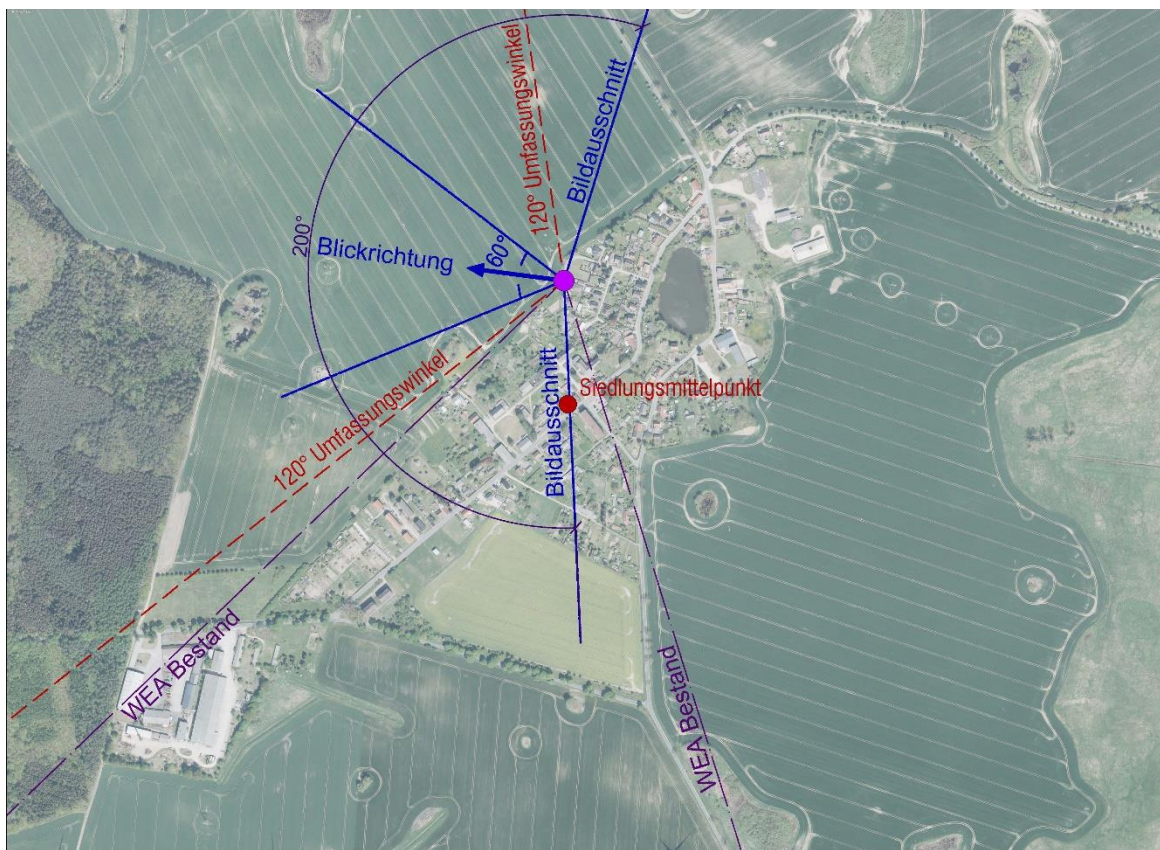 120° Umfassungswinkel
Bildausschnitt
200°
Blickrichtung
60°
Siedlungsmittelpunkt
120° Umfassungswinkel
Bildausschnitt
WEA Bestand
WEA Bestand